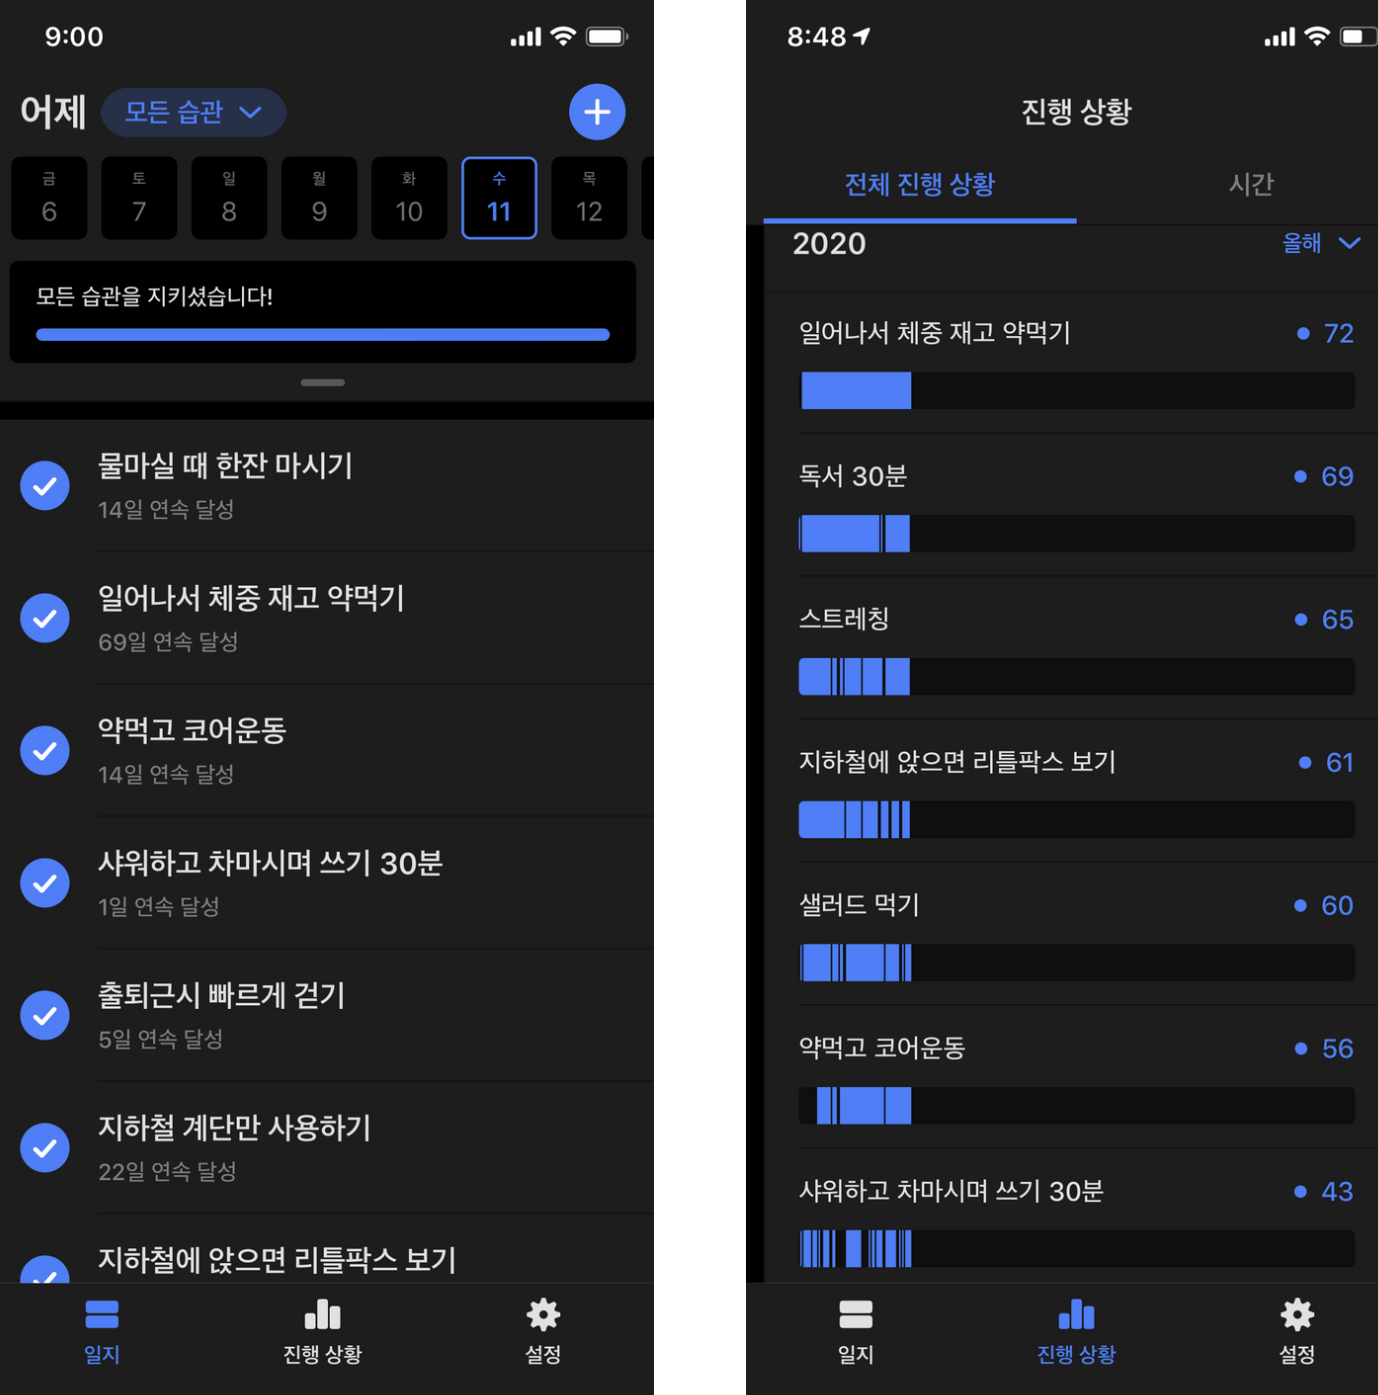 9:00
어제
모든 습관
금
6
토
7
일
8
월
9
화
10
수
11
목
12
모든 습관을 지키셨습니다!
물마실 때 한잔 마시기
14일 연속 달성
일어나서 체중 재고 약먹기
69일 연속 달성
약먹고 코어운동
14일 연속 달성
샤워하고 차마시며 쓰기 30분
1일 연속 달성
출퇴근시 빠르게 걷기
5일 연속 달성
지하철 계단만 사용하기
22일 연속 달성
지하철에 앉으면 리틀팍스 보기
일지
진행 상황
설정
8:48
진행 상황
전체 진행 상황
시간
2020
올해
일어나서 체중 재고 약먹기
72
독서 30분
69
스트레칭
65
지하철에 앉으면 리틀팍스 보기
61
샐러드 먹기
60
약먹고 코어운동
56
샤워하고 차마시며 쓰기 30분
43
일지
진행 상황
설정